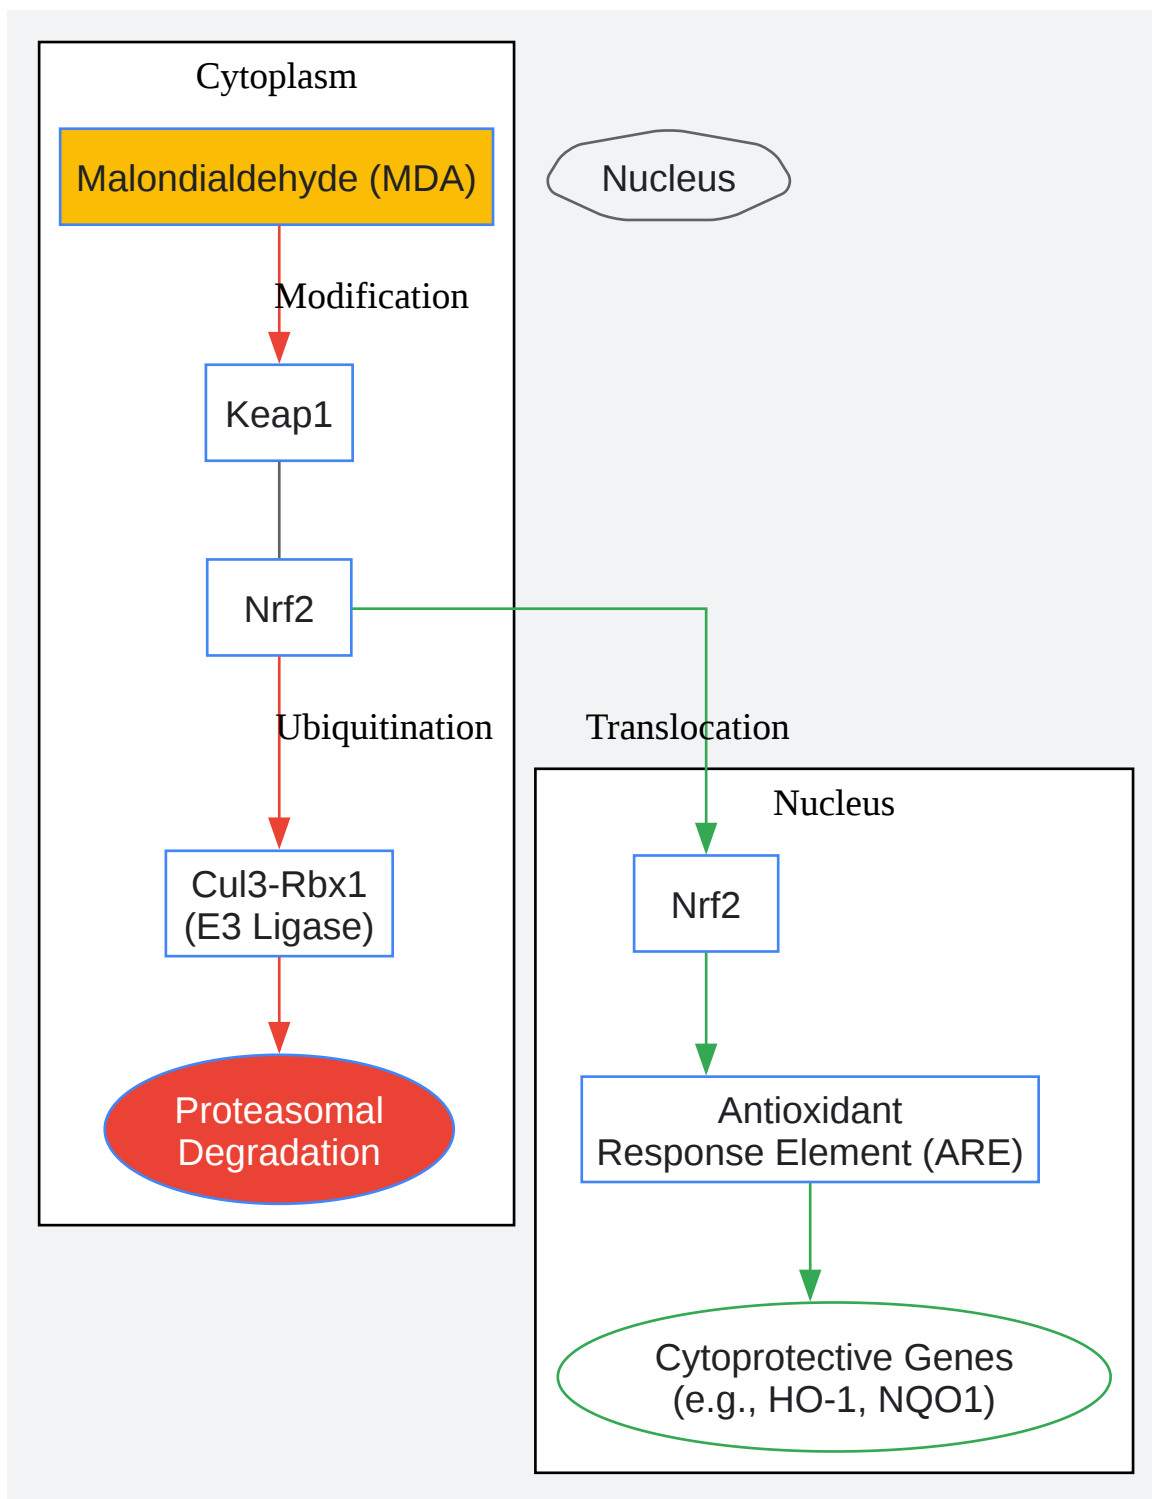 Cytoplasm
Malondialdehyde (MDA)
Nucleus
Modification
Keap1
Nrf2
Ubiquitination
Translocation
Nucleus
Cul3-Rbx1
(E3 Ligase)
Nrf2
Proteasomal
Degradation
Antioxidant
Response Element (ARE)
Cytoprotective Genes
(e.g., HO-1, NQO1)